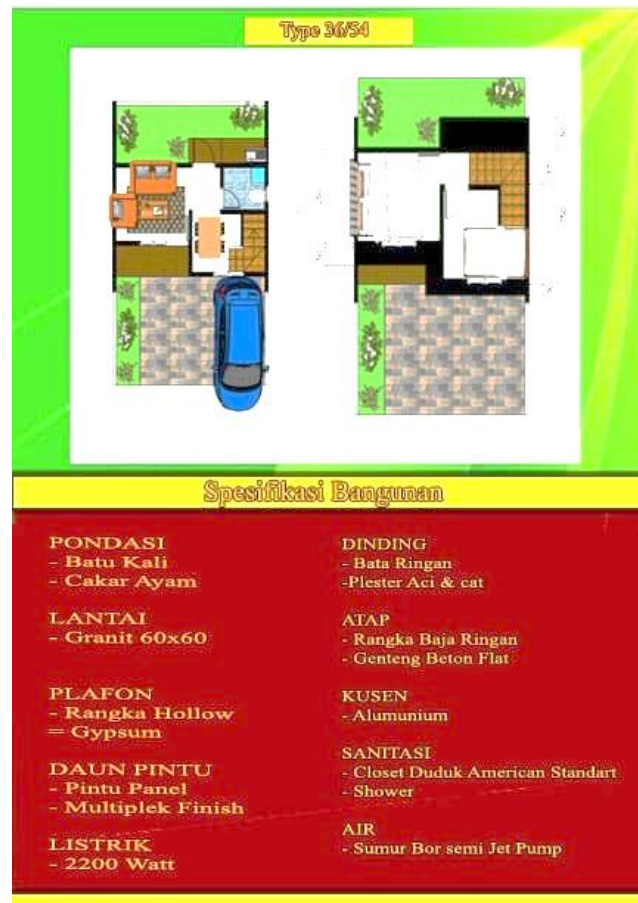 Type 36/54
Spesifikasi Bangunan
PONDASI
- Batu Kali
- Cakar Ayam
LANTAI
- Granit 60x60
PLAFON
- Rangka Hollow
= Gypsum
DAUN PINTU
- Pintu Panel
- Multiplek Finish
LISTRIK
- 2200 Watt
DINDING
- Bata Ringan
-Plester Aci & cat
ATAP
- Rangka Baja Ringan
- Genteng Beton Flat
KUSEN
- Alumunium
SANITASI
- Closet Duduk American Standart
- Shower
AIR
- Sumur Bor semi Jet Pump